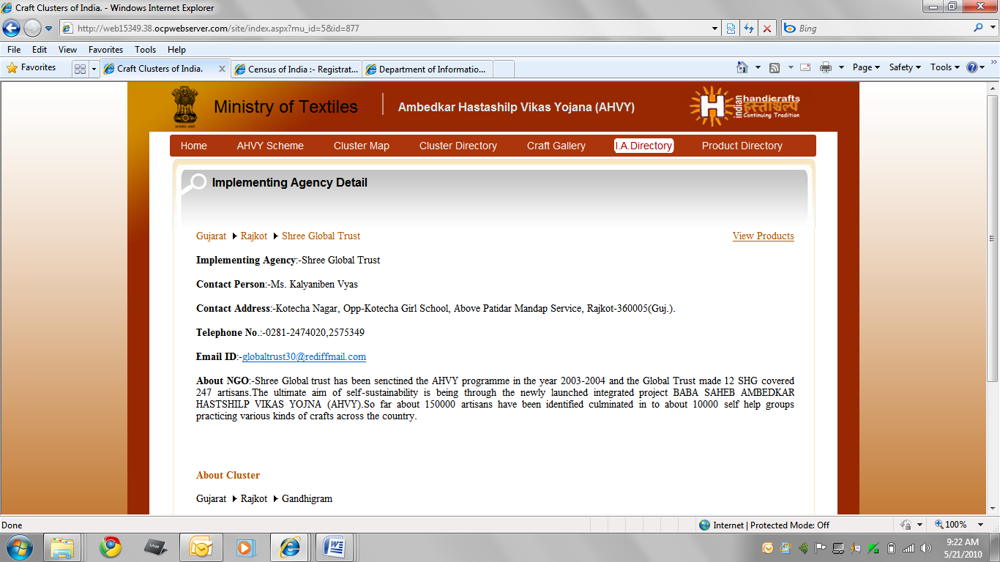 Craft Clusters of India. - Windows Internet Explorer
http://web15349.38.ocpwebserver.com/site/index.aspx?mu_id=5&id=877
Bing
File Edit View Favorites Tools Help
Favorites Craft Clusters of India. Census of India :- Registrat... Department of Informatio... Page Safety Tools
Ministry of Textiles Ambedkar Hastashilp Vikas Yojana (AHVY)
indian handicrafts
हस्तशिल्प
Continuing Tradition
Home AHVY Scheme Cluster Map Cluster Directory Craft Gallery I.A.Directory Product Directory
Implementing Agency Detail
Gujarat Rajkot Shree Global Trust View Products
Implementing Agency:-Shree Global Trust
Contact Person:-Ms. Kalyaniben Vyas
Contact Address:-Kotecha Nagar, Opp-Kotecha Girl School, Above Patidar Mandap Service, Rajkot-360005(Guj.).
Telephone No.:-0281-2474020,2575349
Email ID:-globaltrust30@rediffmail.com
About NGO:-Shree Global trust has been senctined the AHVY programme in the year 2003-2004 and the Global Trust made 12 SHG covered
247 artisans.The ultimate aim of self-sustainability is being through the newly launched integrated project BABA SAHEB AMBEDKAR
HASTSHILP VIKAS YOJNA (AHVY).So far about 150000 artisans have been identified culminated in to about 10000 self help groups
practicing various kinds of crafts across the country.
About Cluster
Gujarat Rajkot Gandhigram
Done Internet | Protected Mode: Off 100%
VAIO
9:22 AM
5/21/2010